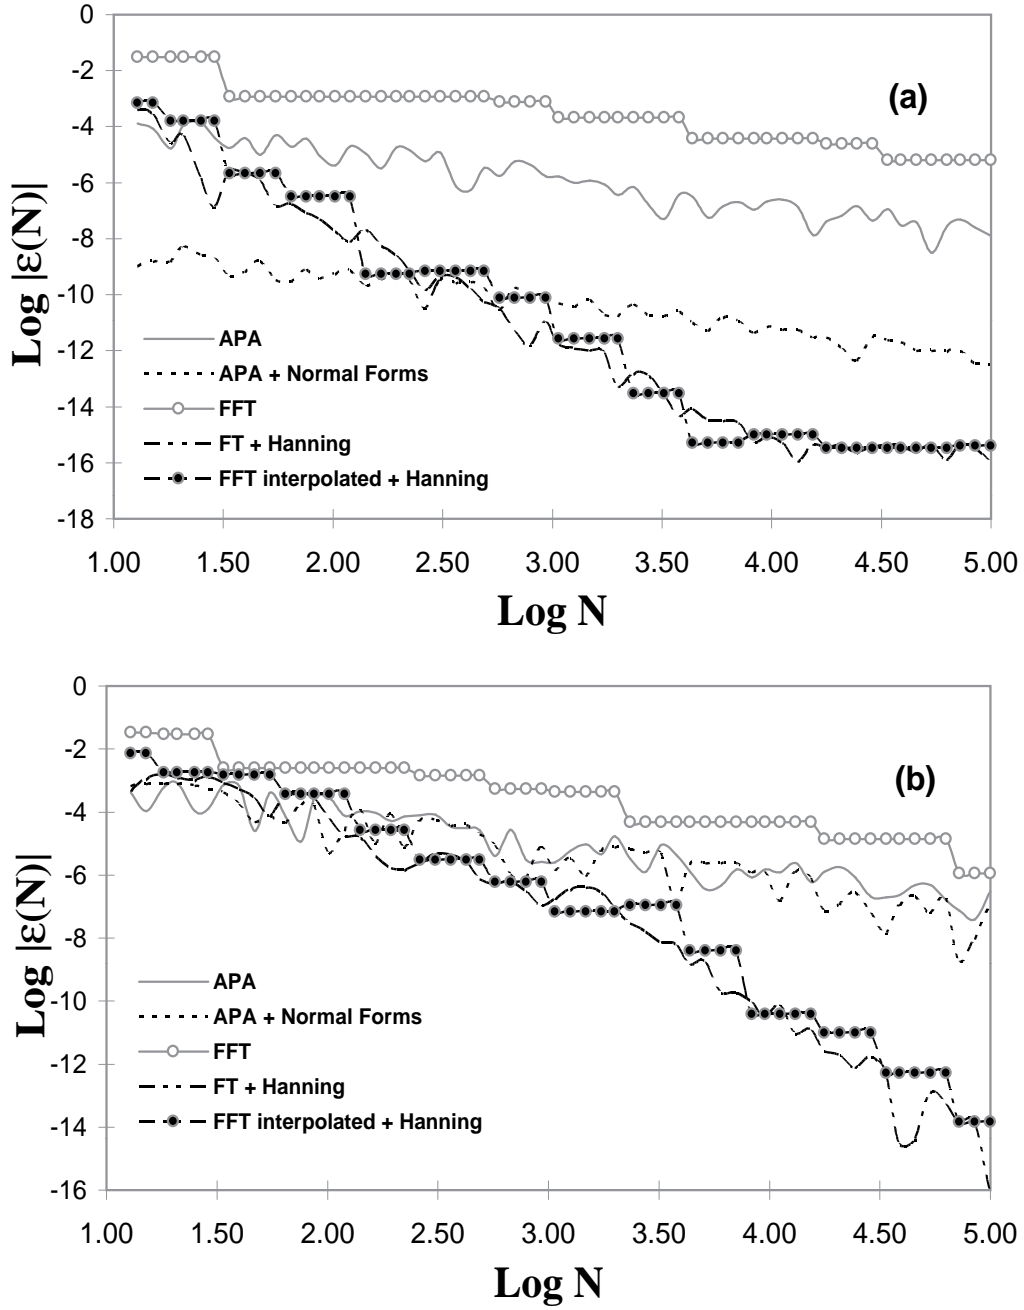 0
-2
-4
-6
-8
-10
-12
-14
-16
-18
Log |ε(N)|
(a)
APA
APA + Normal Forms
FFT
FT + Hanning
FFT interpolated + Hanning
1.00 1.50 2.00 2.50 3.00 3.50 4.00 4.50 5.00
Log N
0
-2
-4
-6
-8
-10
-12
-14
-16
Log |ε(N)|
(b)
APA
APA + Normal Forms
FFT
FT + Hanning
FFT interpolated + Hanning
1.00 1.50 2.00 2.50 3.00 3.50 4.00 4.50 5.00
Log N